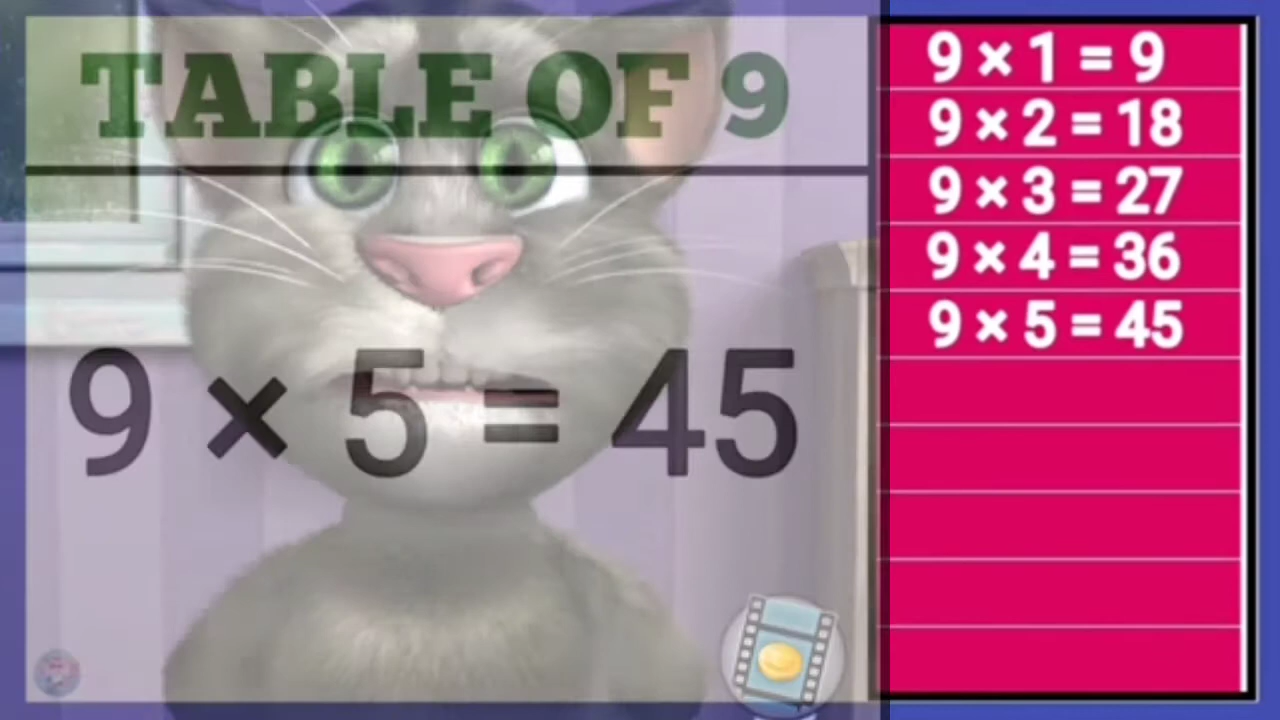 TABLE OF 9
9 × 5 = 45
9 × 1 = 9
9 × 2 = 18
9 × 3 = 27
9 × 4 = 36
9 × 5 = 45